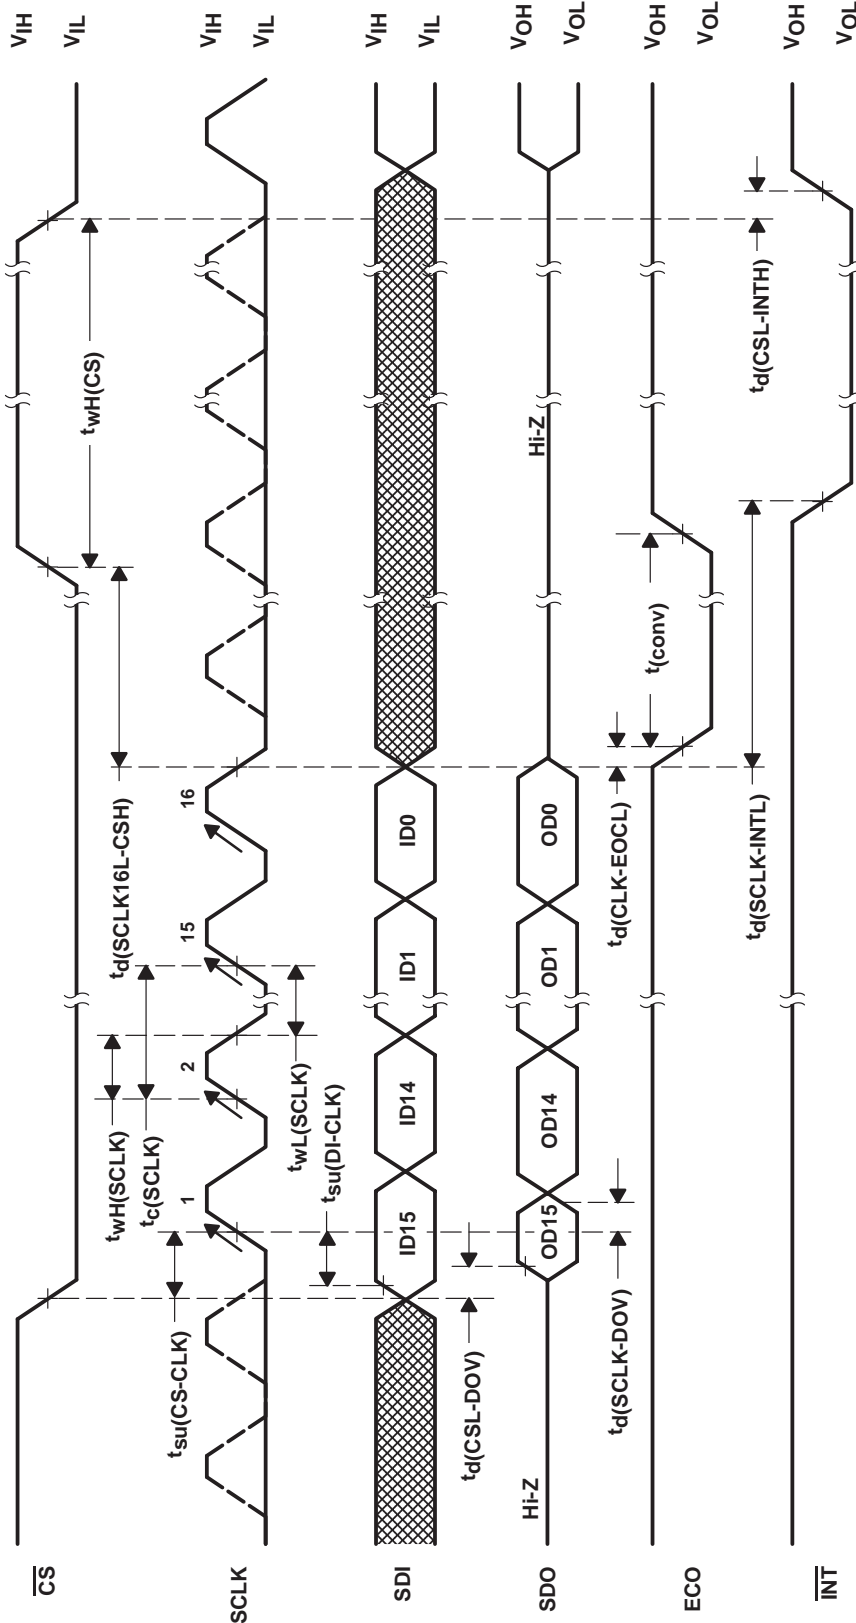 CS
VIH
VIL
tsu(CS-CLK)
twH(SCLK)
tc(SCLK)
td(SCLK16L-CSH)
twH(CS)
SCLK
1
2
15
16
VIH
VIL
twL(SCLK)
tsu(DI-CLK)
SDI
ID15
ID14
ID1
ID0
VIH
VIL
td(CSL-DOV)
SDO
Hi-Z
OD15
OD14
OD1
OD0
Hi-Z
VOH
VOL
td(SCLK-DOV)
td(CLK-EOCL)
t(conv)
ECO
VOH
VOL
td(SCLK-INTL)
td(CSL-INTH)
INT
VOH
VOL